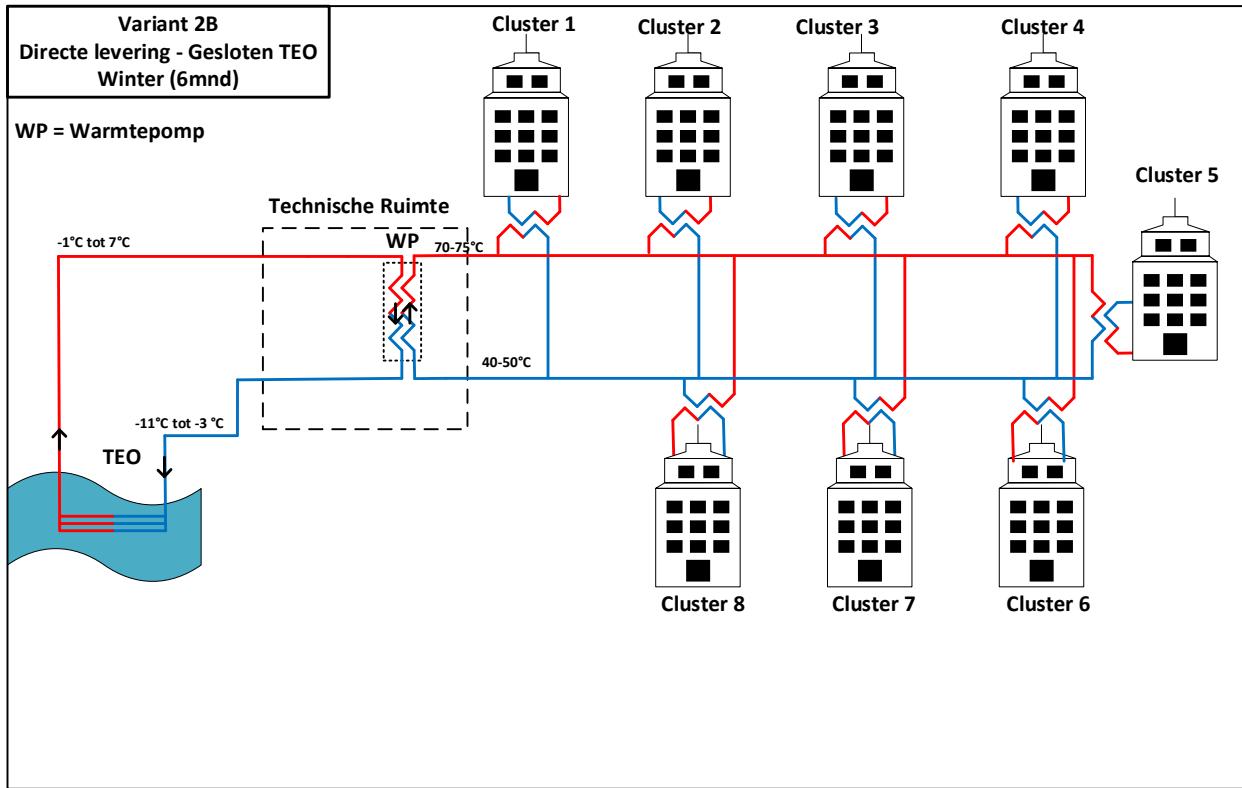 Variant 2B
Directe levering - Gesloten TEO
Winter (6mnd)
WP = Warmtepomp
Cluster 1
Cluster 2
Cluster 3
Cluster 4
Cluster 5
Technische Ruimte
WP
-1°C tot 7°C
70-75°C
40-50°C
-11°C tot -3 °C
TEO
Cluster 8
Cluster 7
Cluster 6